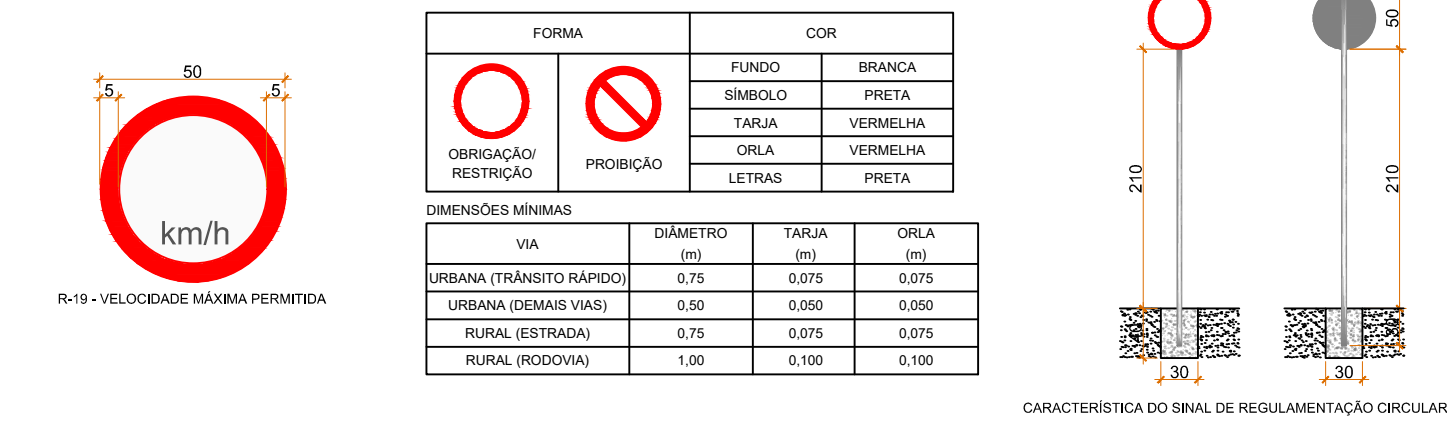 50
5 5
km/h
R-19 - VELOCIDADE MÁXIMA PERMITIDA
FORMA COR
OBRIGAÇÃO/
RESTRIÇÃO
PROIBIÇÃO
FUNDO BRANCA
SÍMBOLO PRETA
TARJA VERMELHA
ORLA VERMELHA
LETRAS PRETA
DIMENSÕES MÍNIMAS
VIA DIÂMETRO (m) TARJA (m) ORLA (m)
URBANA (TRÂNSITO RÁPIDO) 0,75 0,075 0,075
URBANA (DEMAIS VIAS) 0,50 0,050 0,050
RURAL (ESTRADA) 0,75 0,075 0,075
RURAL (RODOVIA) 1,00 0,100 0,100
50
210 210
30 30
CARACTERÍSTICA DO SINAL DE REGULAMENTAÇÃO CIRCULAR